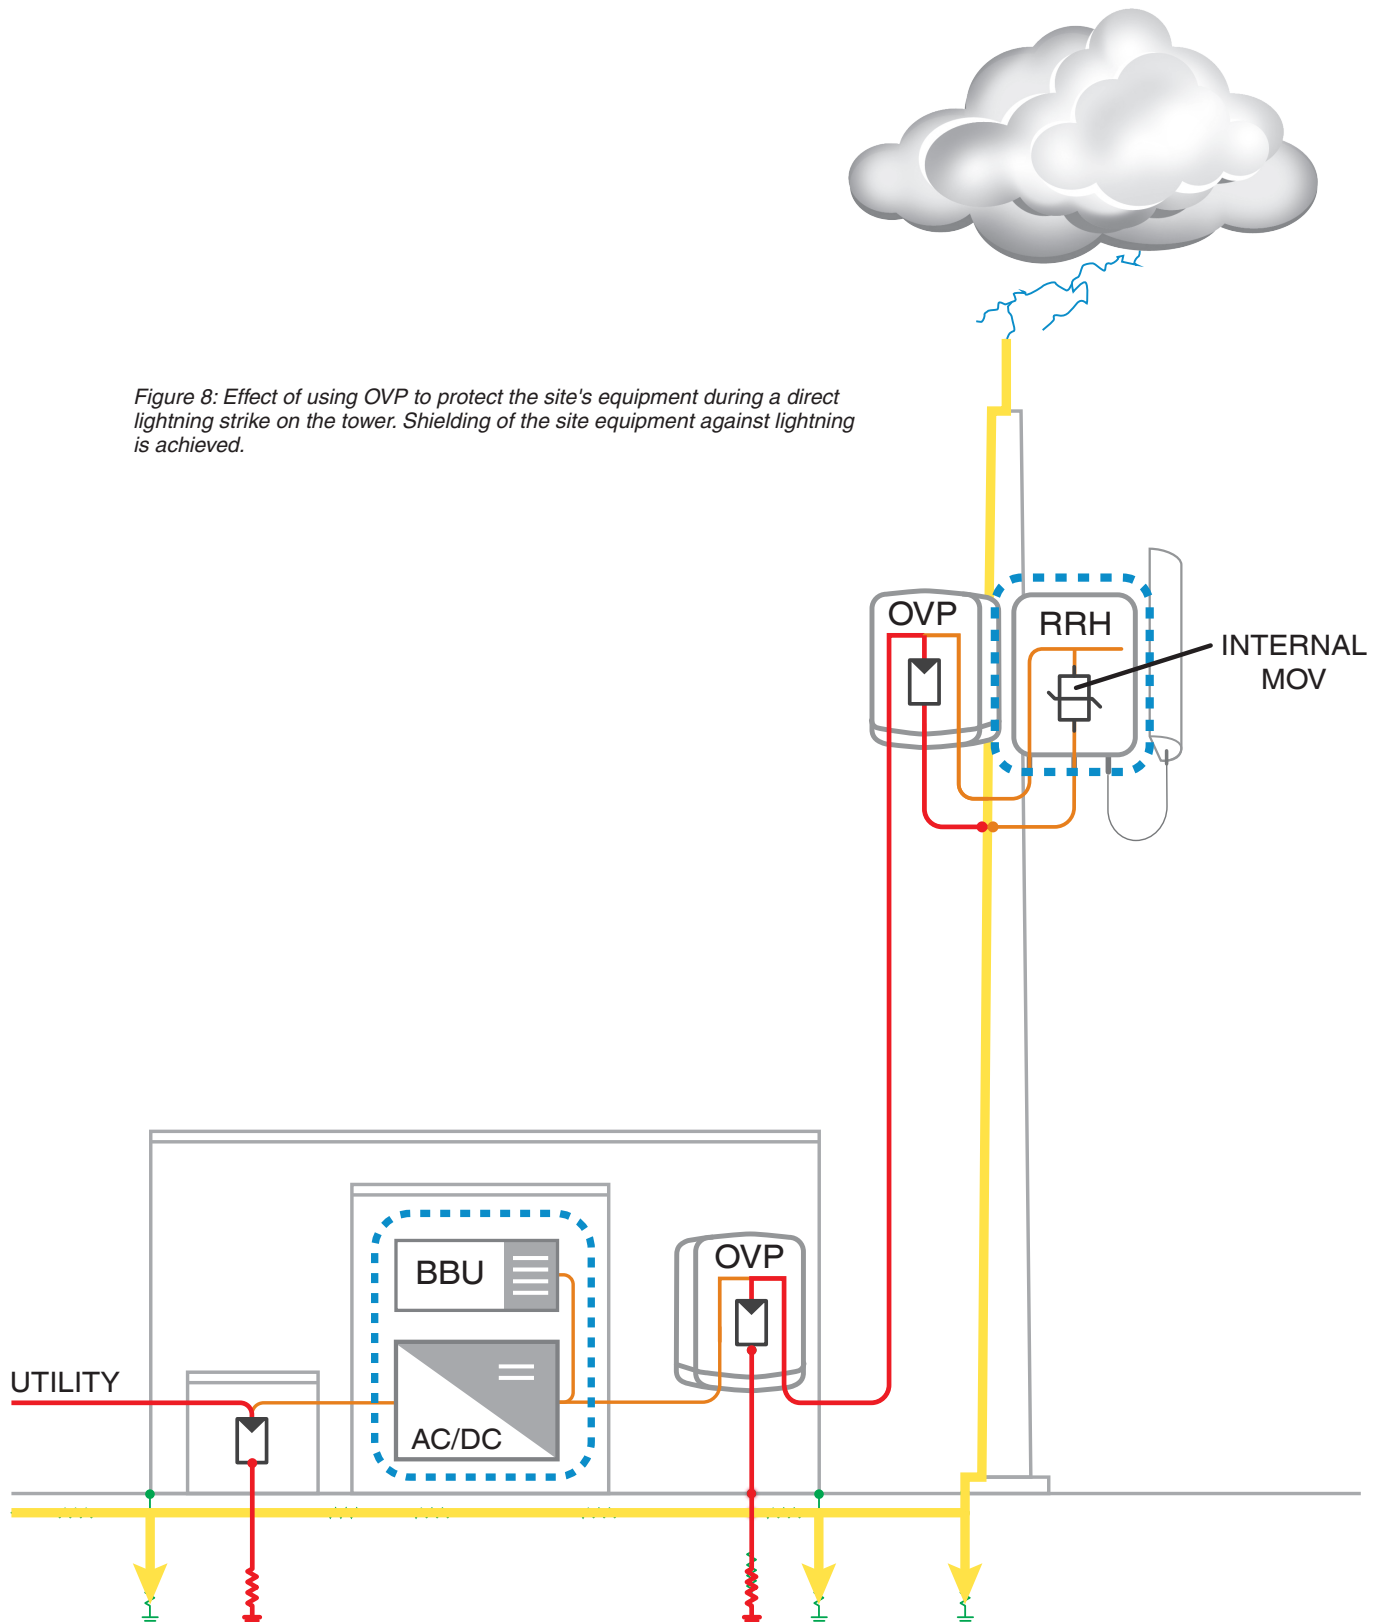 Figure 8: Effect of using OVP to protect the site's equipment during a direct
lightning strike on the tower. Shielding of the site equipment against lightning
is achieved.
OVP
RRH
INTERNAL
MOV
BBU
OVP
UTILITY
AC/DC